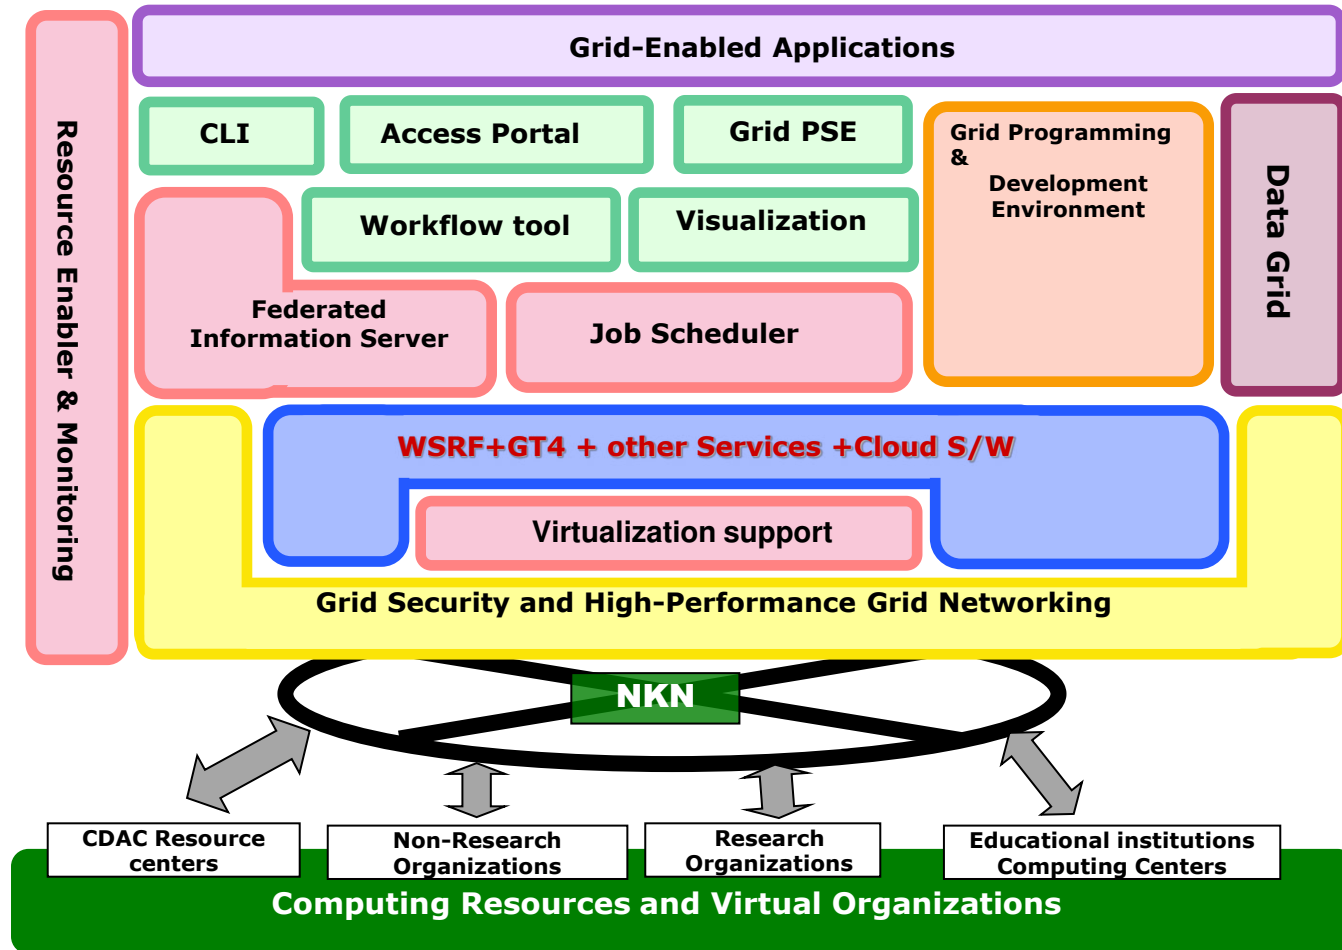 Grid-Enabled Applications
Resource Enabler & Monitoring
CLI
Access Portal
Grid PSE
Grid Programming
&
Development
Environment
Data Grid
Workflow tool
Visualization
Federated
Information Server
Job Scheduler
WSRF+GT4 + other Services +Cloud S/W
Virtualization support
Grid Security and High-Performance Grid Networking
NKN
CDAC Resource
centers
Non-Research
Organizations
Research
Organizations
Educational institutions
Computing Centers
Computing Resources and Virtual Organizations